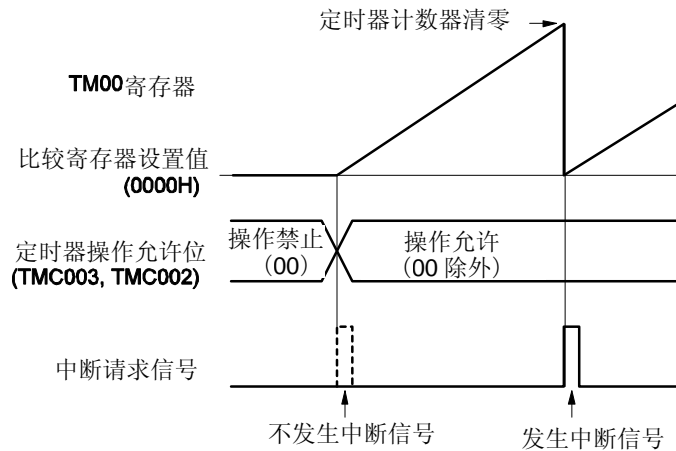 定时器计数器清零
TM00寄存器
比较寄存器设置值
(0000H)
定时器操作允许位
(TMC003, TMC002)
操作禁止
（00）
操作允许
（00 除外）
中断请求信号
不发生中断信号
发生中断信号